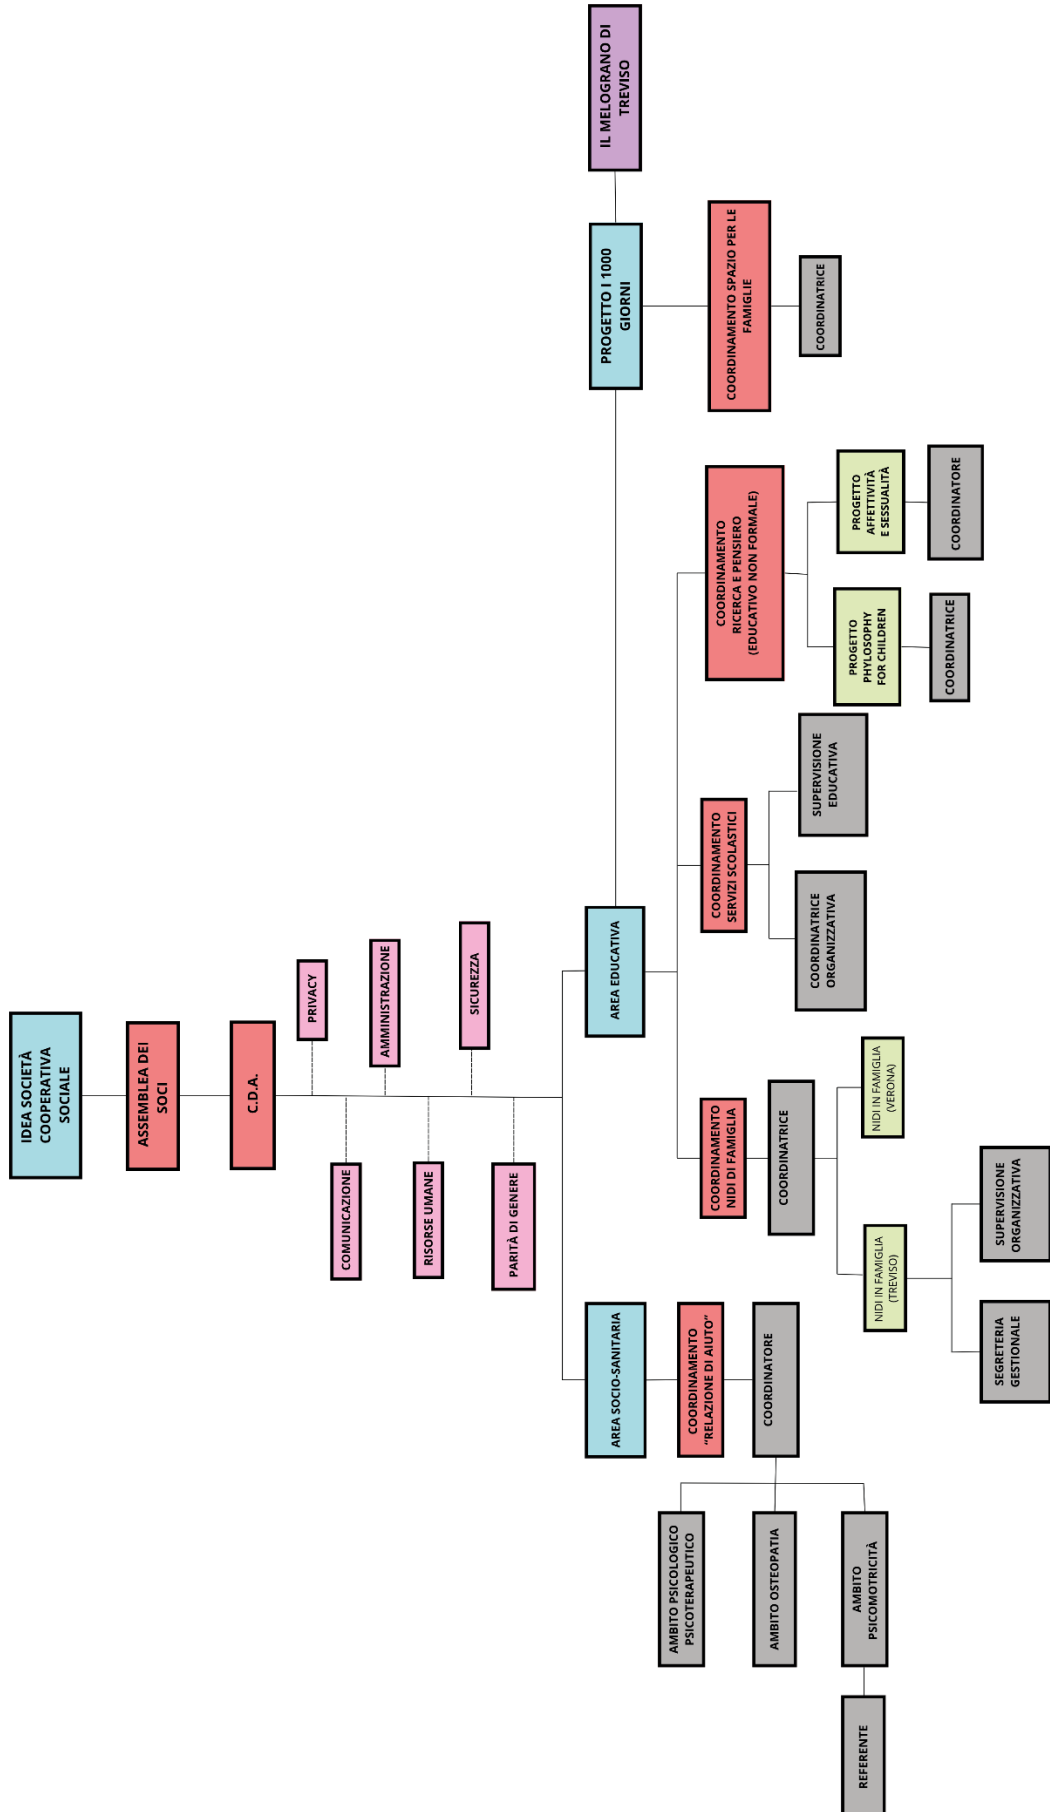 IDEA SOCIETÀ
COOPERATIVA
SOCIALE
ASSEMBLEA DEI
SOCI
C.D.A.
PRIVACY
COMUNICAZIONE
AMMINISTRAZIONE
RISORSE UMANE
SICUREZZA
PARITÀ DI GENERE
AREA SOCIO-SANITARIA
AREA EDUCATIVA
PROGETTO I 1000
GIORNI
IL MELOGRANO DI
TREVISO
COORDINAMENTO
“RELAZIONE DI AIUTO“
COORDINATORE
AMBITO PSICOLOGICO
PSICOTERAPEUTICO
AMBITO OSTEOPATIA
AMBITO
PSICOMOTRICITÀ
REFERENTE
COORDINAMENTO
NIDI DI FAMIGLIA
COORDINATRICE
NIDI IN FAMIGLIA
(TREVISO)
NIDI IN FAMIGLIA
(VERONA)
SEGRETERIA
GESTIONALE
SUPERVISIONE
ORGANIZZATIVA
COORDINAMENTO
SERVIZI SCOLASTICI
COORDINATRICE
ORGANIZZATIVA
SUPERVISIONE
EDUCATIVA
COORDINAMENTO
RICERCA E PENSIERO
(EDUCATIVO NON FORMALE)
PROGETTO
PHYLOSOPHY
FOR CHILDREN
COORDINATRICE
PROGETTO
AFFETTIVITÀ
E SESSUALITÀ
COORDINATORE
COORDINAMENTO SPAZIO PER LE
FAMIGLIE
COORDINATRICE